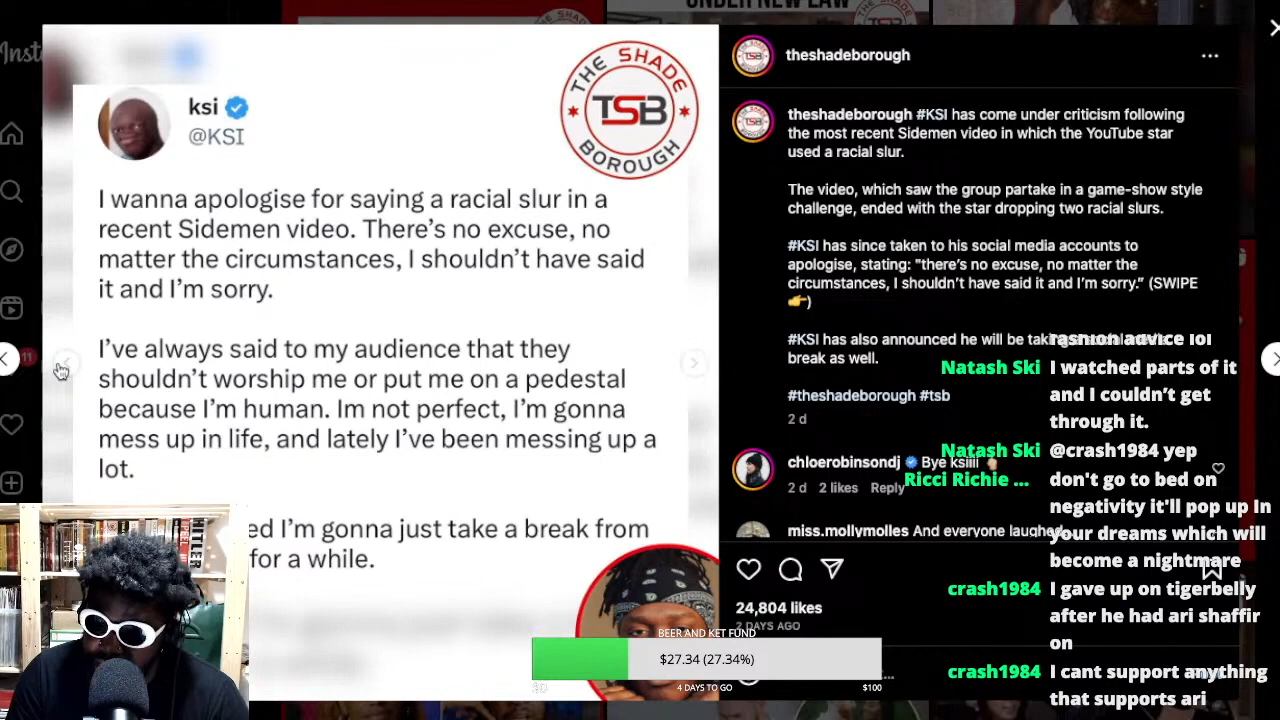 UNDER NEW LAW
THE SHADE
TSB
BOROUGH
ksi
@KSI
I wanna apologise for saying a racial slur in a
recent Sidemen video. There's no excuse, no
matter the circumstances, I shouldn't have said
it and I'm sorry.
I've always said to my audience that they
shouldn't worship me or put me on a pedestal
because I'm human. Im not perfect, I'm gonna
mess up in life, and lately I've been messing up a
lot.
ed I'm gonna just take a break from
for a while.
theshadeborough
TSB
theshadeborough #KSI has come under criticism following
the most recent Sidemen video in which the YouTube star
used a racial slur.
The video, which saw the group partake in a game-show style
challenge, ended with the star dropping two racial slurs.
#KSI has since taken to his social media accounts to
apologise, stating: "there's no excuse, no matter the
circumstances, I shouldn't have said it and I'm sorry." (SWIPE
👉)
#KSI has also announced he will be
break as well.
#theshadeborough #tsb
2 d
chloerobinsondj Bye ksiiii
2 d 2 likes Reply
miss.mollymolles And everyone laughed
24,804 likes
2 DAYS AGO
11
BEER AND KET FUND
$27.34 (27.34%)
$0 4 DAYS TO GO $100
fashion advice lol
Natash Ski I watched parts of it
and I couldn't get
through it.
Natash Ski @crash1984 yep
Ricci Richie ... don't go to bed on
negativity it'll pop up In
your dreams which will
become a nightmare
crash1984 I gave up on tigerbelly
after he had ari shaffir
on
crash1984 I cant support anything
that supports ari